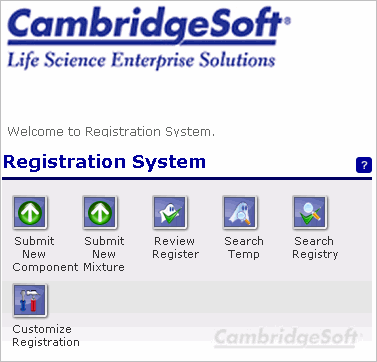 CambridgeSoft®
Life Science Enterprise Solutions
Welcome to Registration System.
Registration System ?
Submit Submit Review Search Search
New New Register Temp Registry
Component Mixture
Customize
Registration
CambridgeSoft